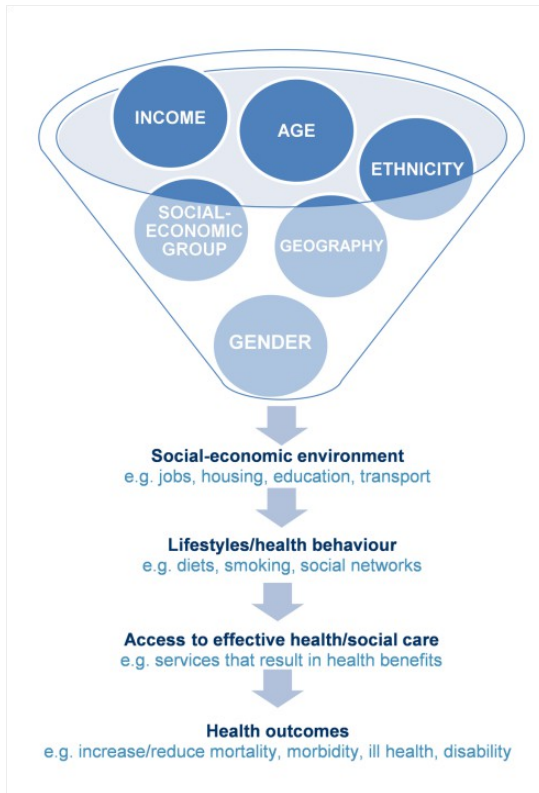 INCOME
AGE
ETHNICITY
SOCIAL-
ECONOMIC
GROUP
GEOGRAPHY
GENDER
Social-economic environment
e.g. jobs, housing, education, transport
Lifestyles/health behaviour
e.g. diets, smoking, social networks
Access to effective health/social care
e.g. services that result in health benefits
Health outcomes
e.g. increase/reduce mortality, morbidity, ill health, disability